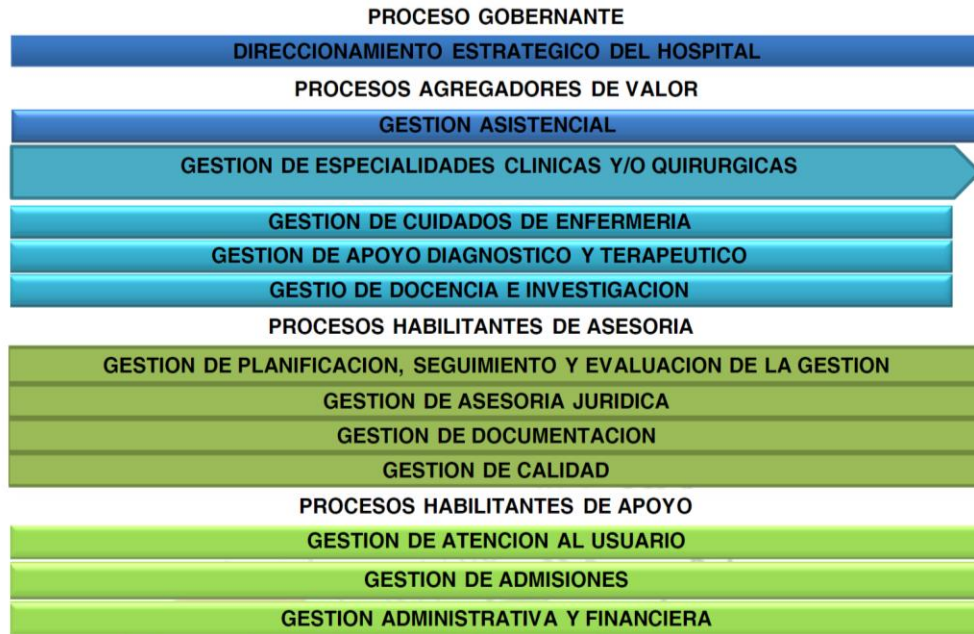 PROCESO GOBERNANTE
DIRECCIONAMIENTO ESTRATEGICO DEL HOSPITAL
PROCESOS AGREGADORES DE VALOR
GESTION ASISTENCIAL
GESTION DE ESPECIALIDADES CLINICAS Y/O QUIRURGICAS
GESTION DE CUIDADOS DE ENFERMERIA
GESTION DE APOYO DIAGNOSTICO Y TERAPEUTICO
GESTIO DE DOCENCIA E INVESTIGACION
PROCESOS HABILITANTES DE ASESORIA
GESTION DE PLANIFICACION, SEGUIMIENTO Y EVALUACION DE LA GESTION
GESTION DE ASESORIA JURIDICA
GESTION DE DOCUMENTACION
GESTION DE CALIDAD
PROCESOS HABILITANTES DE APOYO
GESTION DE ATENCION AL USUARIO
GESTION DE ADMISIONES
GESTION ADMINISTRATIVA Y FINANCIERA